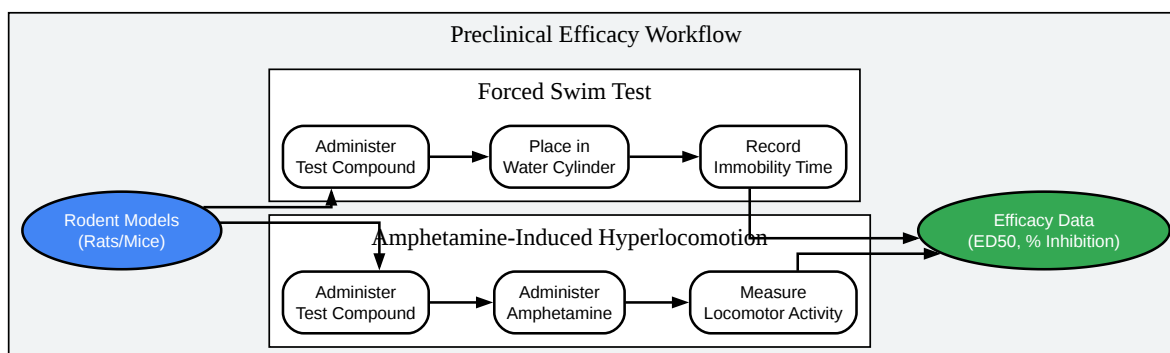 Preclinical Efficacy Workflow
Forced Swim Test
Administer
Test Compound
Place in
Water Cylinder
Record
Immobility Time
Rodent Models
(Rats/Mice)
Efficacy Data
(ED50, % Inhibition)
Amphetamine-Induced Hyperlocomotion
Administer
Test Compound
Administer
Amphetamine
Measure
Locomotor Activity